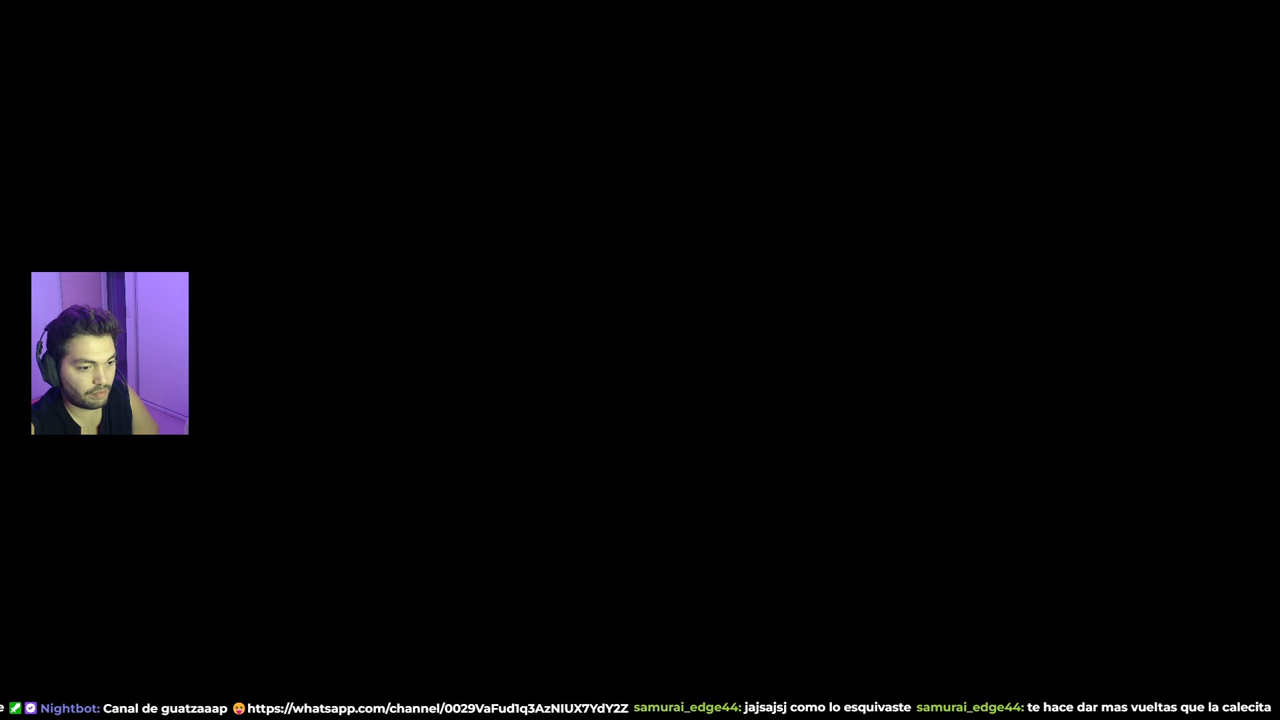 Nightbot: Canal de guatzaaap 😛https://whatsapp.com/channel/0029VaFud1q3AzNIUX7YdY2Z samurai_edge44: jajsajsj como lo esquivaste samurai_edge44: te hace dar mas vueltas que la calecita